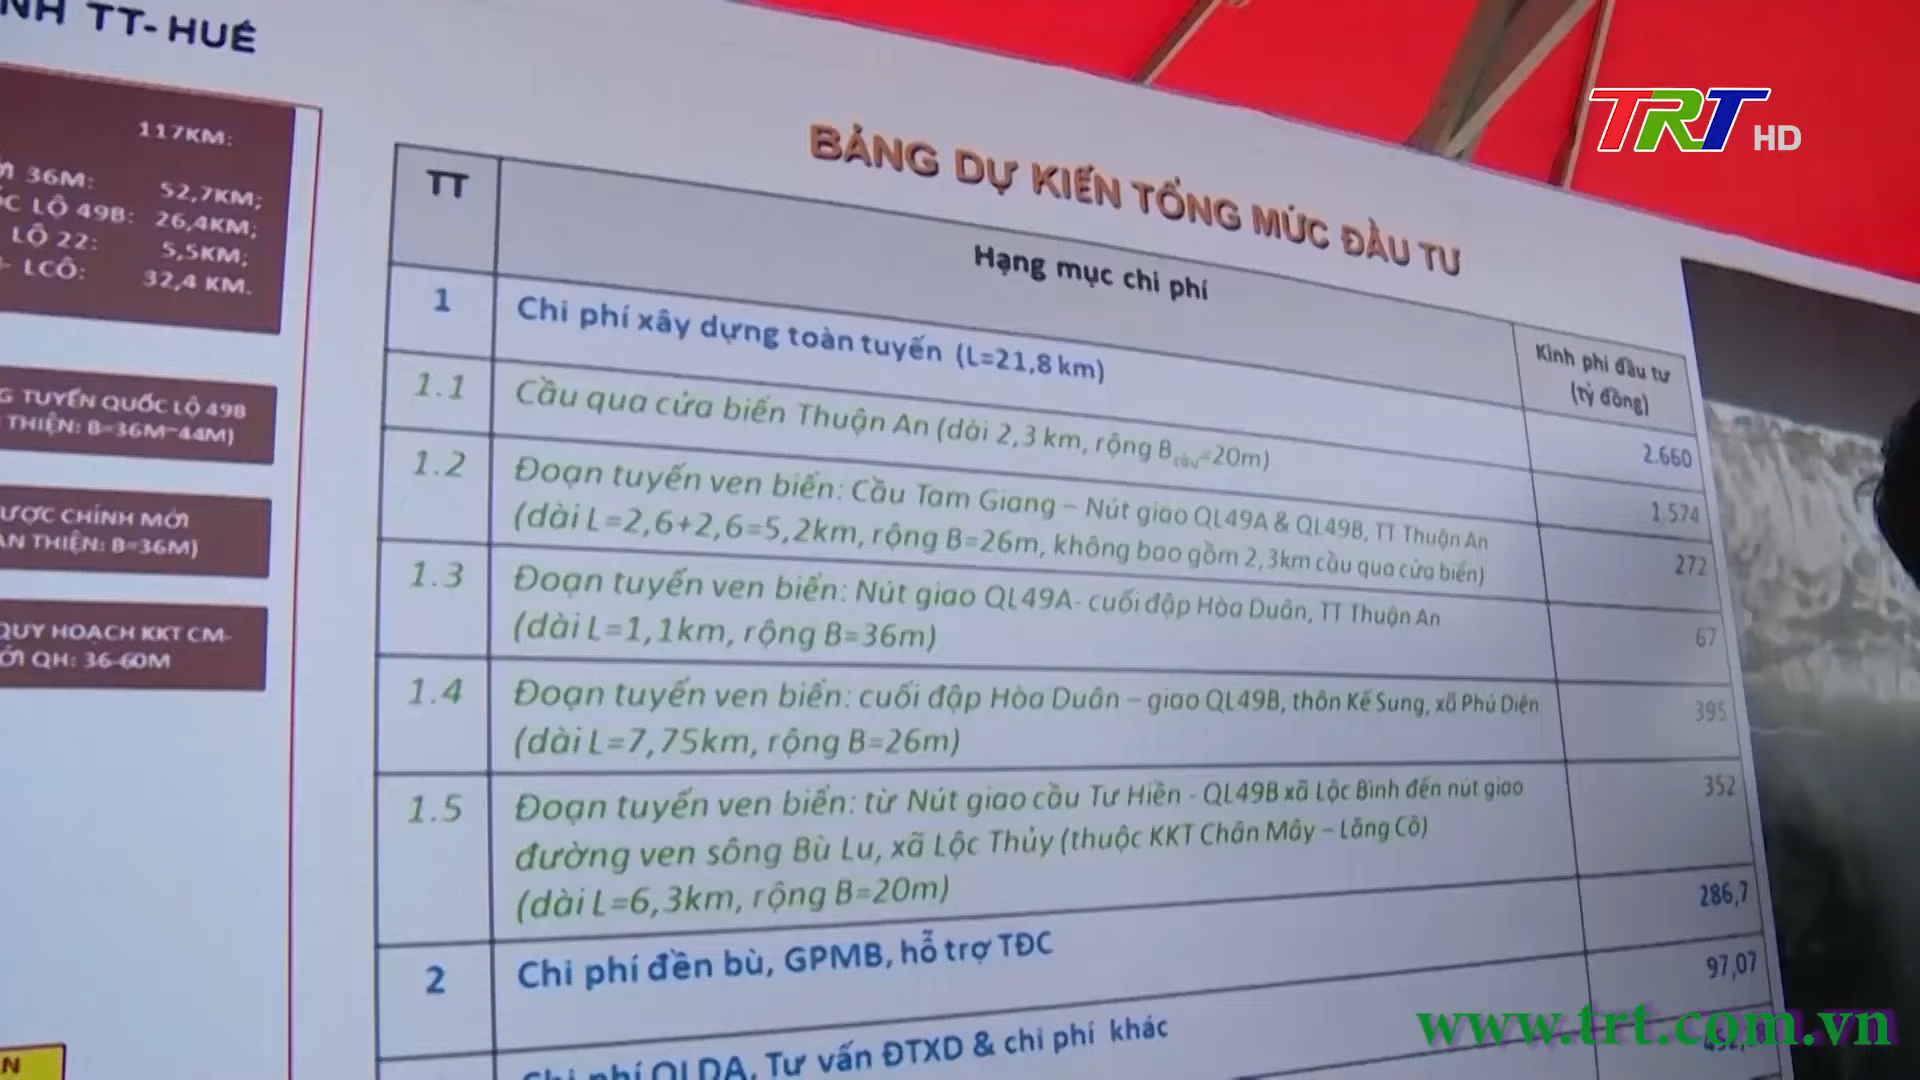 TT-HUẾ
117KM:
36M: 52,7KM;
LỘ 49B: 26,4KM;
LỘ 22: 5,5KM;
LCÔ: 32,4 KM.
TUYẾN QUỐC LỘ 49B
THIỆN: B=36M-44M)
CHỈNH MỚI
THIỆN: B=36M)
QUY HOẠCH KKT CM-
QH: 36-60M
TRT HD
BẢNG DỰ KIẾN TỔNG MỨC ĐẦU TƯ
TT
Hạng mục chi phí
Kinh phí đầu tư
(tỷ đồng)
1 Chi phí xây dựng toàn tuyến (L=21,8 km) 2.660
1.1 Cầu qua cửa biển Thuận An (dài 2,3 km, rộng Bcầu=20m) 1.574
1.2 Đoạn tuyến ven biển: Cầu Tam Giang – Nút giao QL49A & QL49B, TT Thuận An 272
(dài L=2,6+2,6=5,2km, rộng B=26m, không bao gồm 2,3km cầu qua cửa biển)
1.3 Đoạn tuyến ven biển: Nút giao QL49A- cuối đập Hòa Duân, TT Thuận An 67
(dài L=1,1km, rộng B=36m)
1.4 Đoạn tuyến ven biển: cuối đập Hòa Duân – giao QL49B, thôn Kế Sung, xã Phú Diên 395
(dài L=7,75km, rộng B=26m)
1.5 Đoạn tuyến ven biển: từ Nút giao cầu Tư Hiền - QL49B xã Lộc Bình đến nút giao 352
đường ven sông Bù Lu, xã Lộc Thủy (thuộc KKT Chân Mây – Lăng Cô)
(dài L=6,3km, rộng B=20m)
2 Chi phí đền bù, GPMB, hỗ trợ TĐC 286,7
97,07
Chi phí QLDA, Tư vấn ĐTXD & chi phí khác
www.trt.com.vn